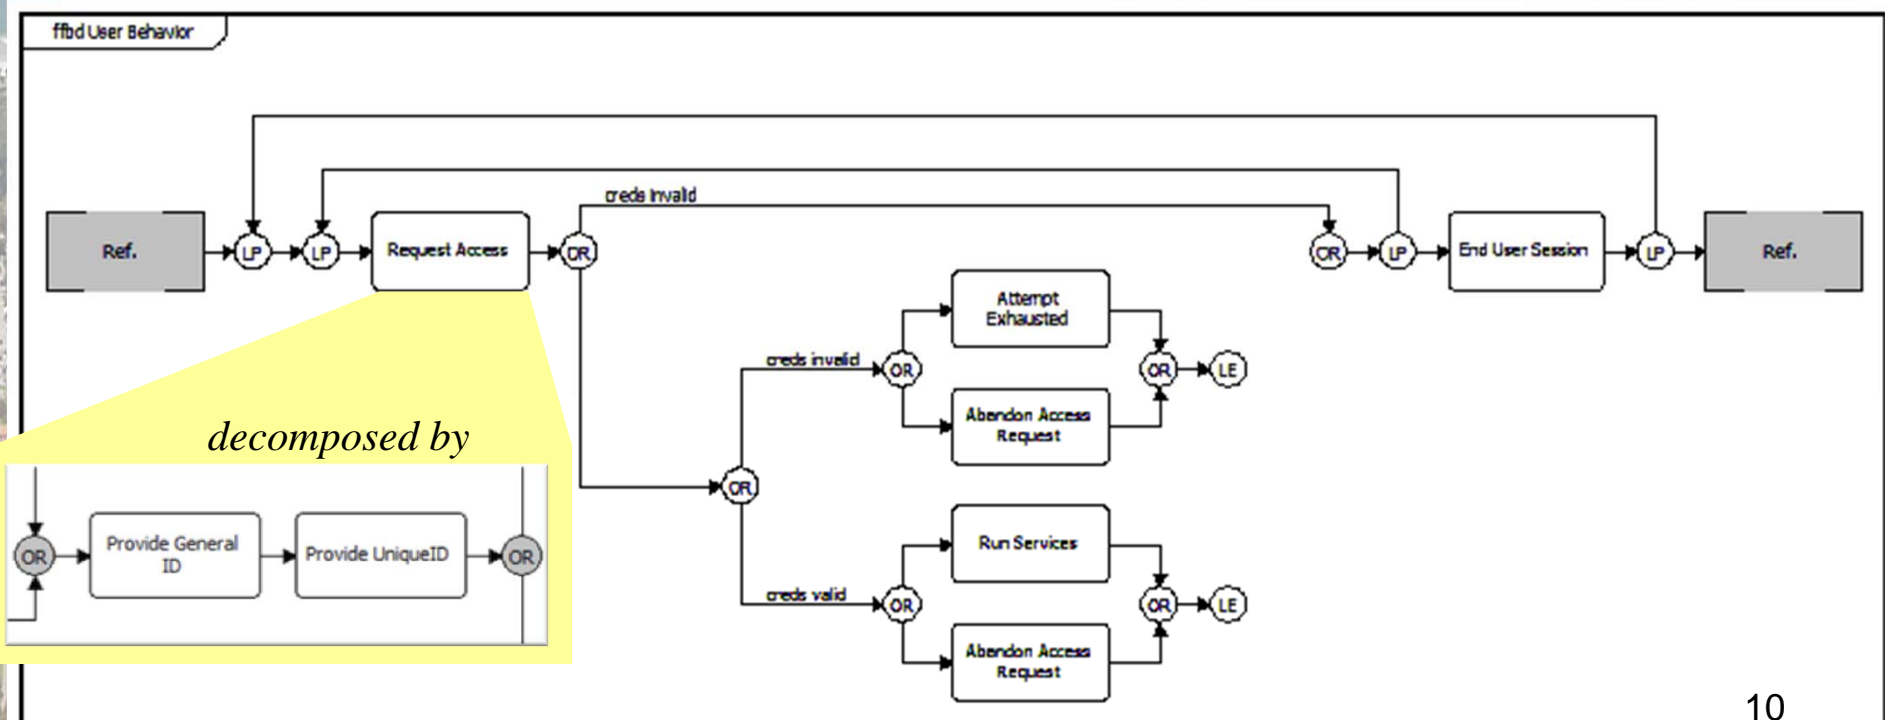 ffbd User Behavior
creds invalid
Ref.
LP
LP
Request Access
OR
OR
LP
End User Session
LP
Ref.
Attempt
Exhausted
creds invalid
OR
OR
LE
Abandon Access
Request
decomposed by
OR
Provide General
ID
Provide UniqueID
OR
OR
Run Services
creds valid
OR
OR
LE
Abandon Access
Request
10